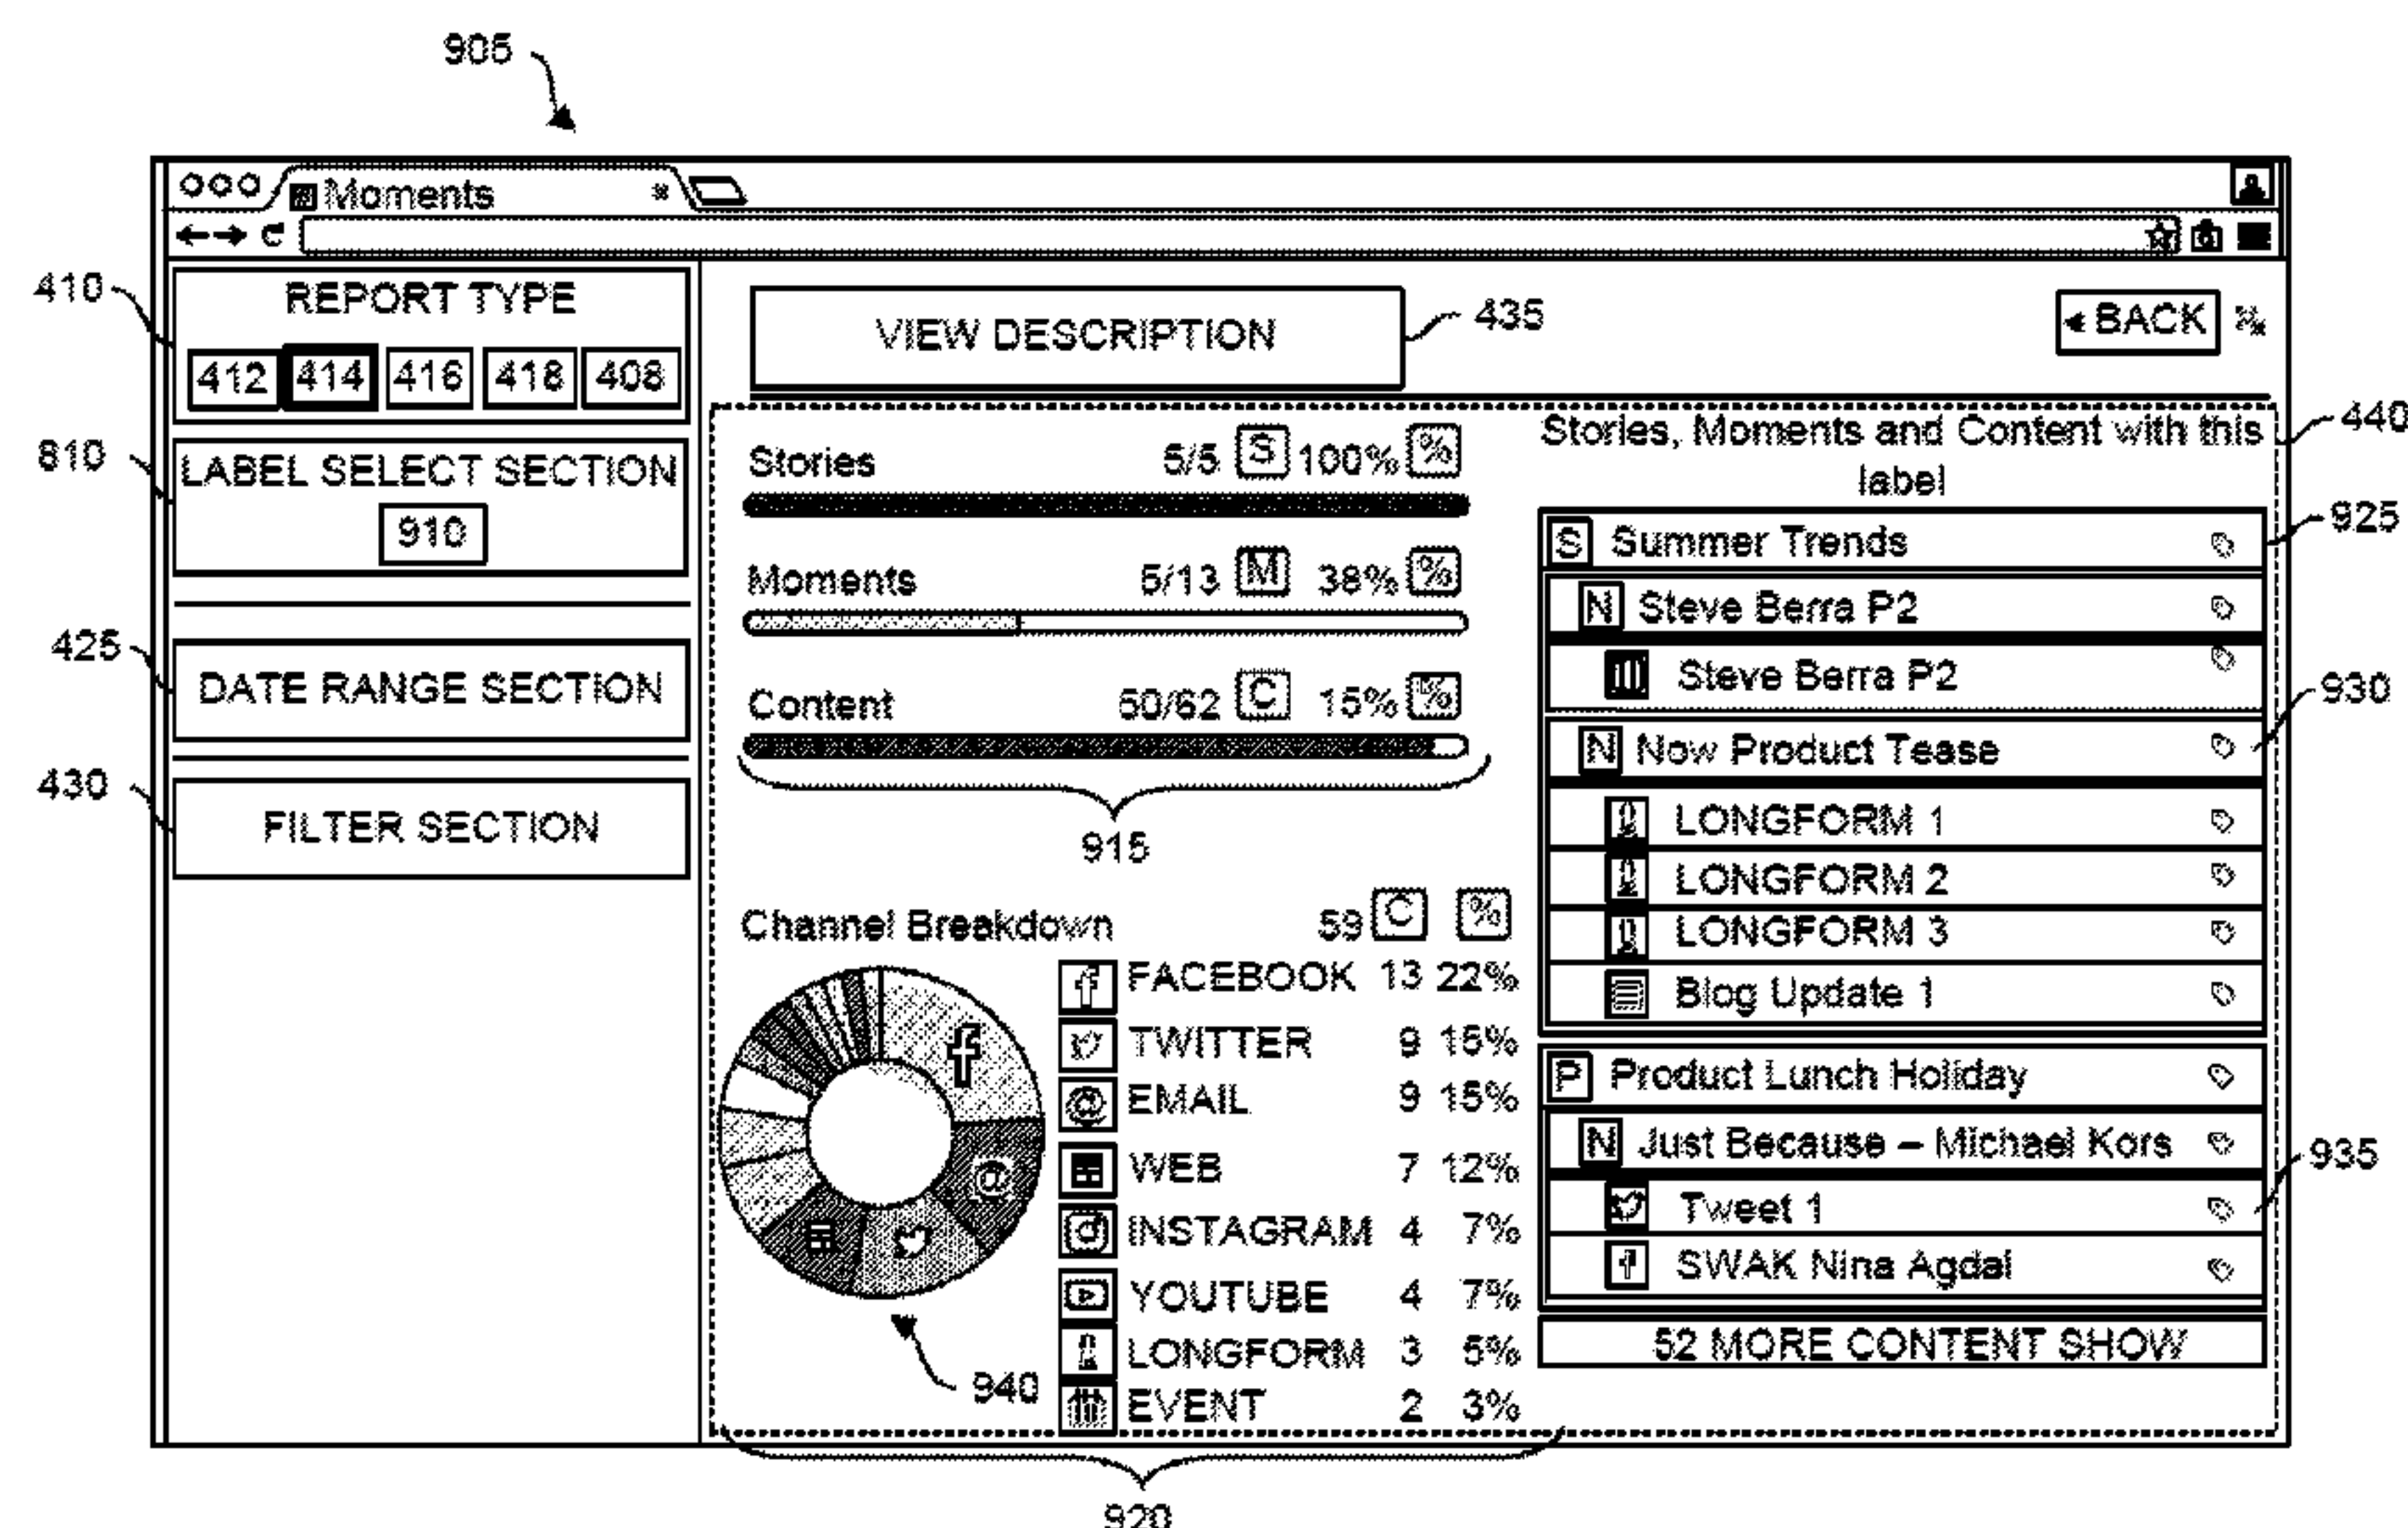 905
Moments
410
REPORT TYPE
412 414 416 418 408
435
VIEW DESCRIPTION
BACK
810
LABEL SELECT SECTION
910
425
DATE RANGE SECTION
430
FILTER SECTION
Stories 5/5 S 100% %
Moments 5/13 M 38% %
Content 50/62 C 15% %
915
Channel Breakdown 59 C %
f FACEBOOK 13 22%
TWITTER 9 15%
@ EMAIL 9 15%
WEB 7 12%
INSTAGRAM 4 7%
YOUTUBE 4 7%
LONGFORM 3 5%
EVENT 2 3%
f
@
940
920
440
Stories, Moments and Content with this
label
925
S Summer Trends
N Steve Berra P2
Steve Berra P2
930
N Now Product Tease
LONGFORM 1
LONGFORM 2
LONGFORM 3
Blog Update 1
P Product Lunch Holiday
N Just Because – Michael Kors
935
Tweet 1
f SWAK Nina Agdal
52 MORE CONTENT SHOW